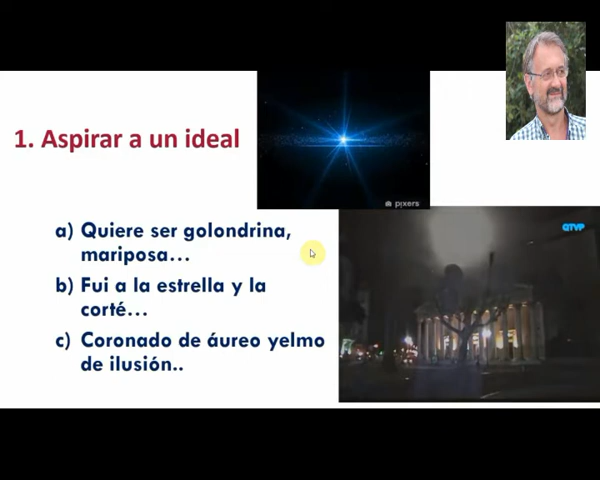 1. Aspirar a un ideal
pixers
QTVP
a) Quiere ser golondrina,
mariposa...
b) Fui a la estrella y la
corté...
c) Coronado de áureo yelmo
de ilusión..